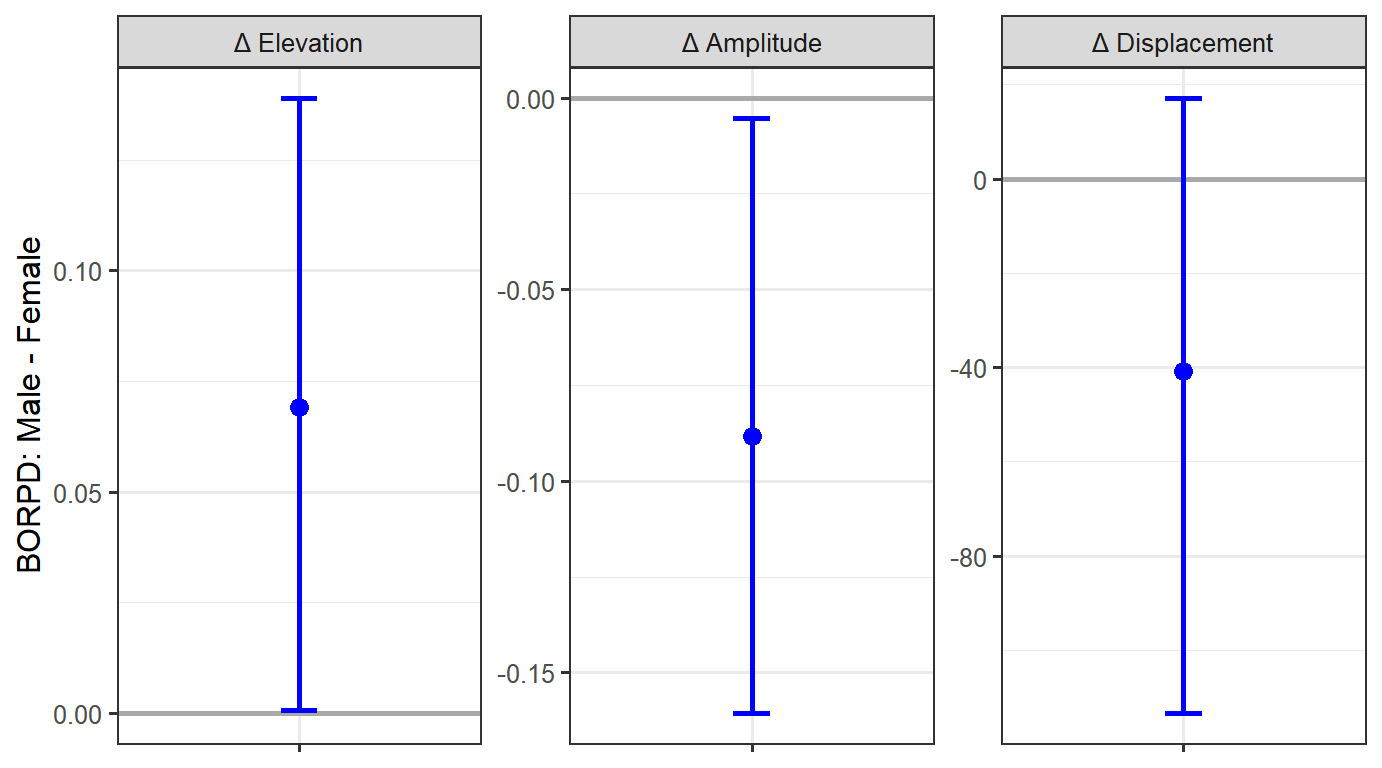 Δ Elevation
Δ Amplitude
Δ Displacement
BORPD: Male - Female
0.10
0.05
0.00
0.00
-0.05
-0.10
-0.15
0
-40
-80